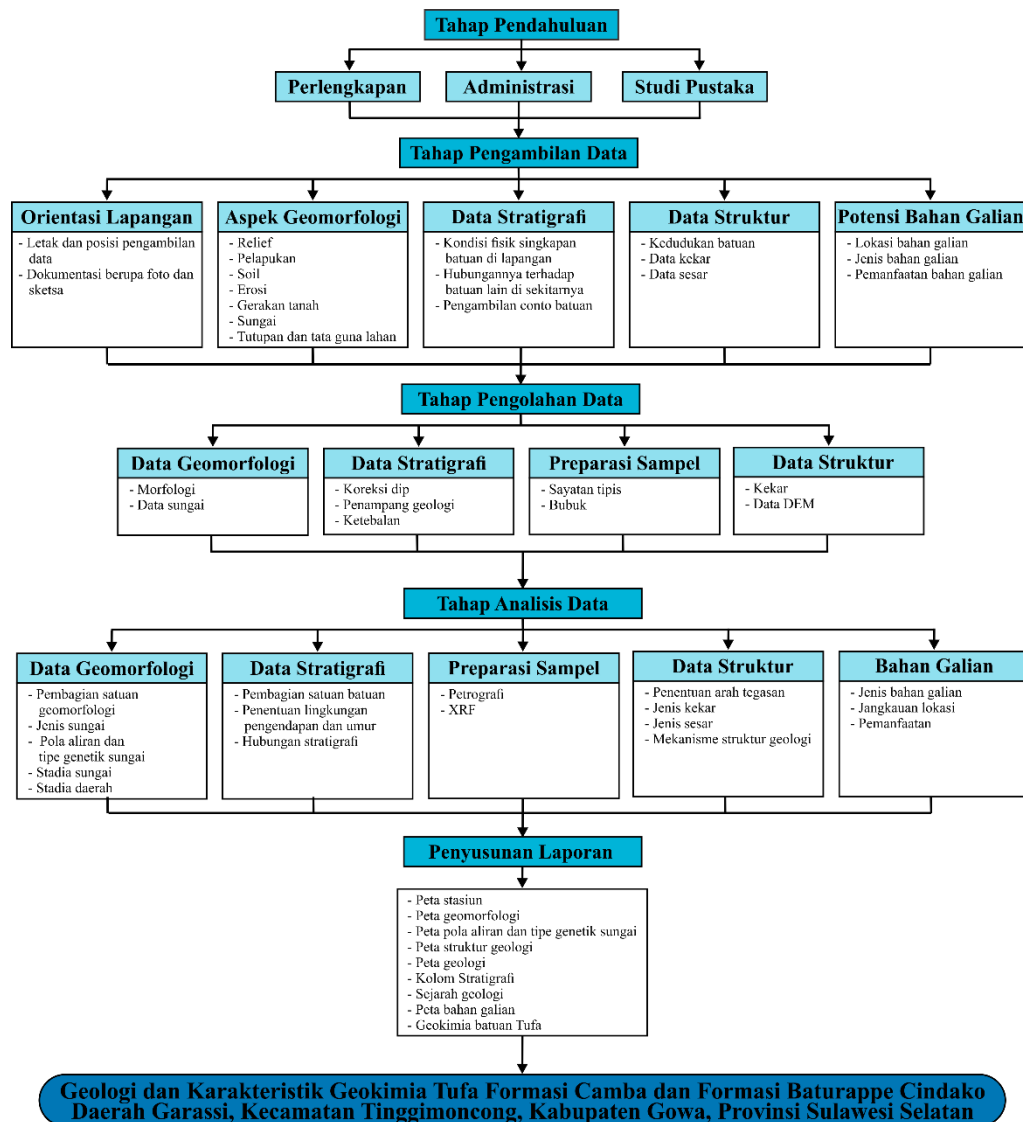 Tahap Pendahuluan
Perlengkapan
Administrasi
Studi Pustaka
Tahap Pengambilan Data
Orientasi Lapangan
- Letak dan posisi pengambilan
data
- Dokumentasi berupa foto dan
sketsa
Aspek Geomorfologi
- Relief
- Pelapukan
- Soil
- Erosi
- Gerakan tanah
- Sungai
- Tutupan dan tata guna lahan
Data Stratigrafi
- Kondisi fisik singkapan
batuan di lapangan
- Hubungannya terhadap
batuan lain di sekitarnya
- Pengambilan conto batuan
Data Struktur
- Kedudukan batuan
- Data kekar
- Data sesar
Potensi Bahan Galian
- Lokasi bahan galian
- Jenis bahan galian
- Pemanfaatan bahan galian
Tahap Pengolahan Data
Data Geomorfologi
- Morfologi
- Data sungai
Data Stratigrafi
- Koreksi dip
- Penampang geologi
- Ketebalan
Preparasi Sampel
- Sayatan tipis
- Bubuk
Data Struktur
- Kekar
- Data DEM
Tahap Analisis Data
Data Geomorfologi
- Pembagian satuan
geomorfologi
- Jenis sungai
- Pola aliran dan
tipe genetik sungai
- Stadia sungai
- Stadia daerah
Data Stratigrafi
- Pembagian satuan batuan
- Penentuan lingkungan
pengendapan dan umur
- Hubungan stratigrafi
Preparasi Sampel
- Petrografi
- XRF
Data Struktur
- Penentuan arah tegasan
- Jenis kekar
- Jenis sesar
- Mekanisme struktur geologi
Bahan Galian
- Jenis bahan galian
- Jangkauan lokasi
- Pemanfaatan
Penyusunan Laporan
- Peta stasiun
- Peta geomorfologi
- Peta pola aliran dan tipe genetik sungai
- Peta struktur geologi
- Peta geologi
- Kolom Stratigrafi
- Sejarah geologi
- Peta bahan galian
- Geokimia batuan Tufa
Geologi dan Karakteristik Geokimia Tufa Formasi Camba dan Formasi Baturappe Cindako
Daerah Garassi, Kecamatan Tinggimoncong, Kabupaten Gowa, Provinsi Sulawesi Selatan